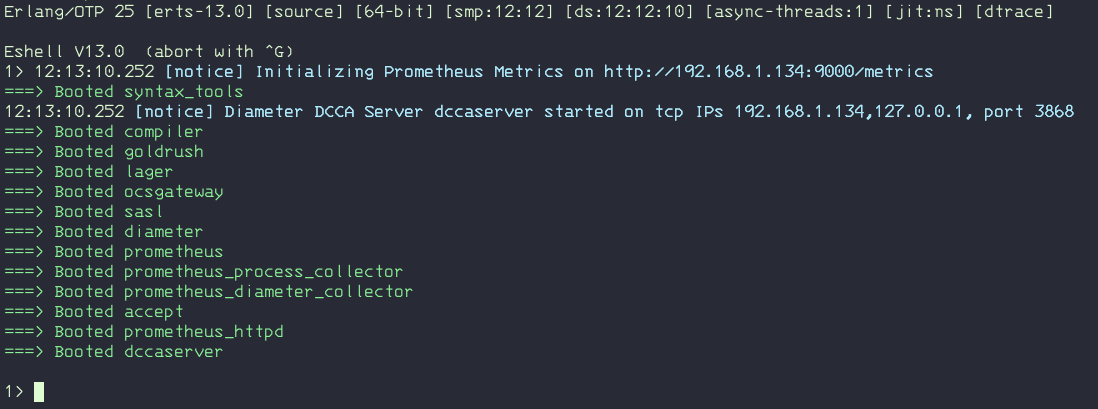 Erlang/OTP 25 [erts-13.0] [source] [64-bit] [smp:12:12] [ds:12:12:10] [async-threads:1] [jit:ns] [dtrace]
Eshell V13.0  (abort with ^G)
1> 12:13:10.252 [notice] Initializing Prometheus Metrics on http://192.168.1.134:9000/metrics
===> Booted syntax_tools
12:13:10.252 [notice] Diameter DCCA Server dccaserver started on tcp IPs 192.168.1.134,127.0.0.1, port 3868
===> Booted compiler
===> Booted goldrush
===> Booted lager
===> Booted ocsgateway
===> Booted sasl
===> Booted diameter
===> Booted prometheus
===> Booted prometheus_process_collector
===> Booted prometheus_diameter_collector
===> Booted accept
===> Booted prometheus_httpd
===> Booted dccaserver
1>